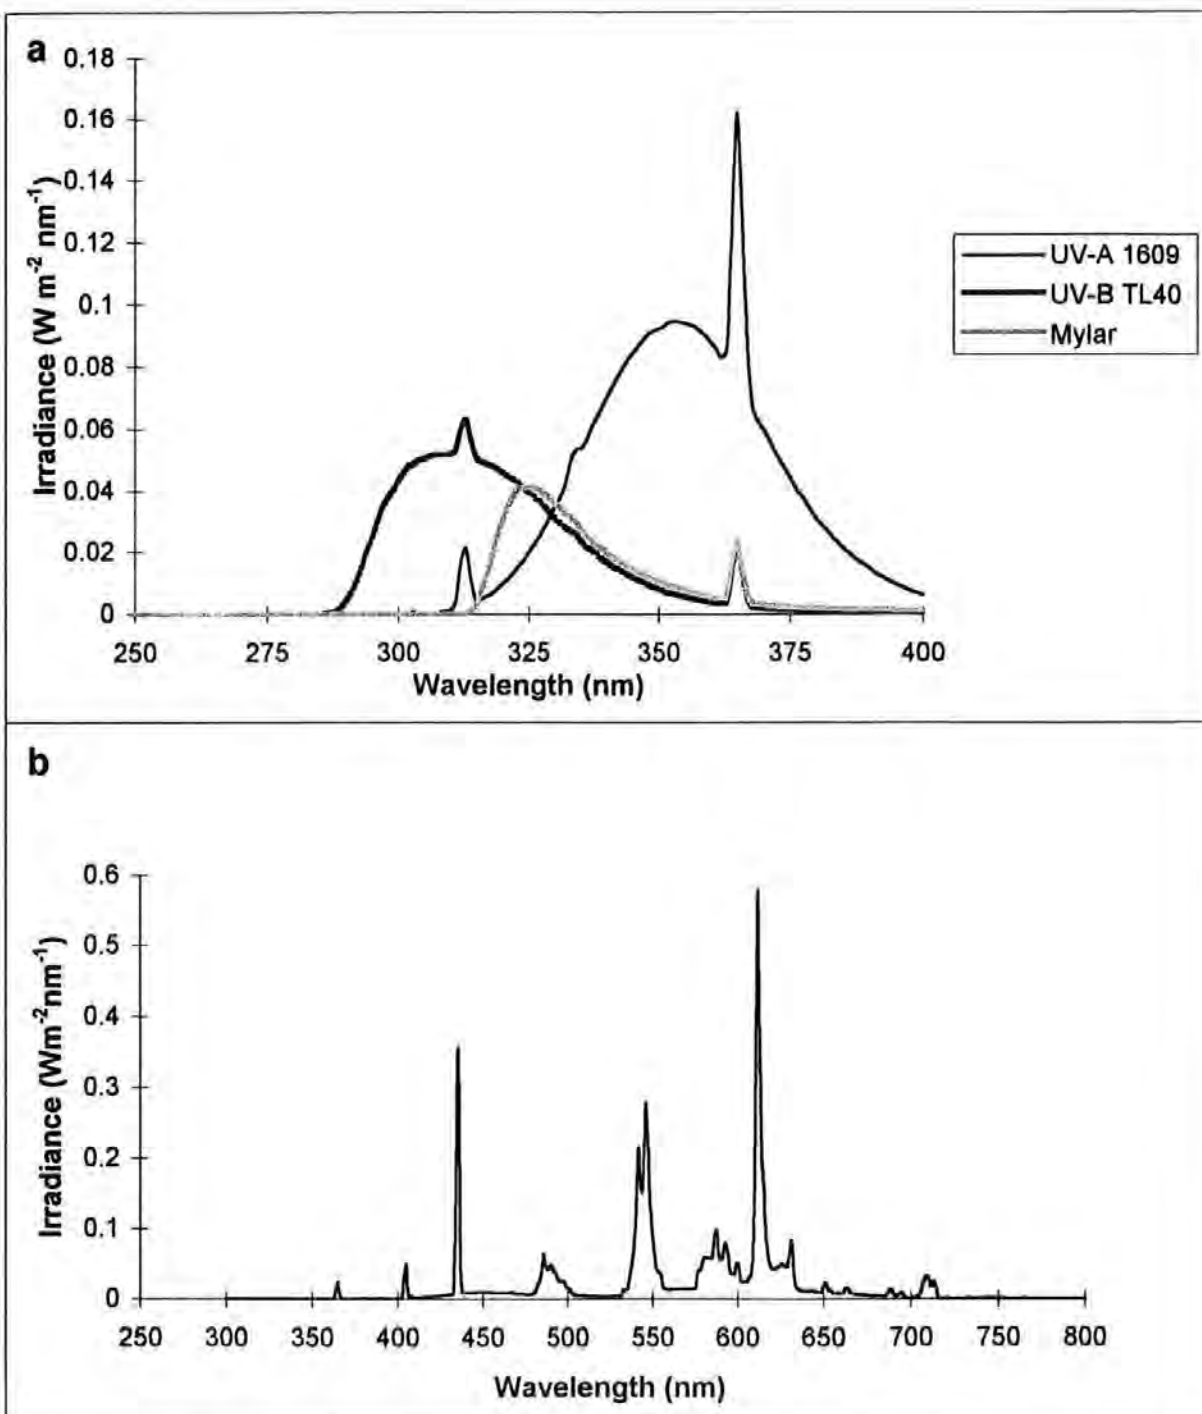 a
0.18
0.16
0.14
0.12
0.1
0.08
0.06
0.04
0.02
0
Irradiance (W m-2 nm-1)
250 275 300 325 350 375 400
Wavelength (nm)
UV-A 1609
UV-B TL40
Mylar
b
0.6
0.5
0.4
0.3
0.2
0.1
0
Irradiance (Wm-2nm-1)
250 300 350 400 450 500 550 600 650 700 750 800
Wavelength (nm)